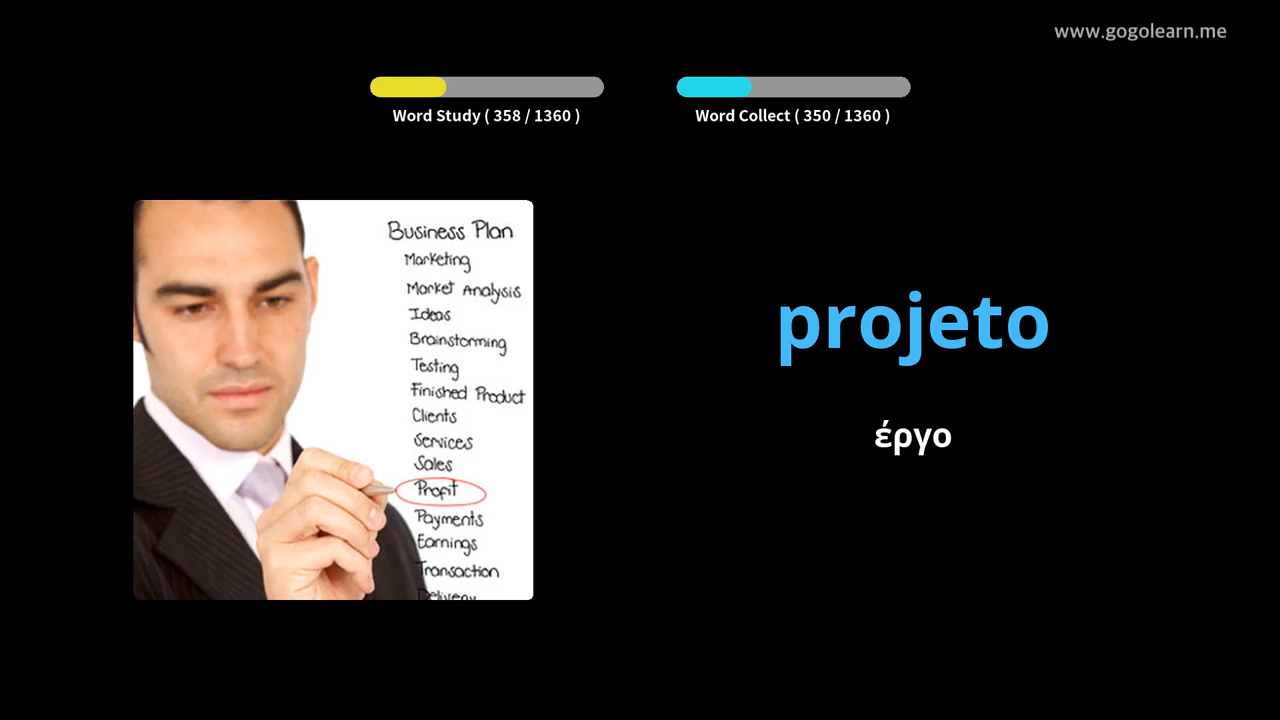 www.gogolearn.me
Word Study ( 358 / 1360 )
Word Collect ( 350 / 1360 )
Business Plan
Marketing
Market Analysis
Ideas
Brainstorming
Testing
Finished Product
Clients
Services
Sales
Profit
Payments
Earnings
Transaction
Delivery
projeto
έργο